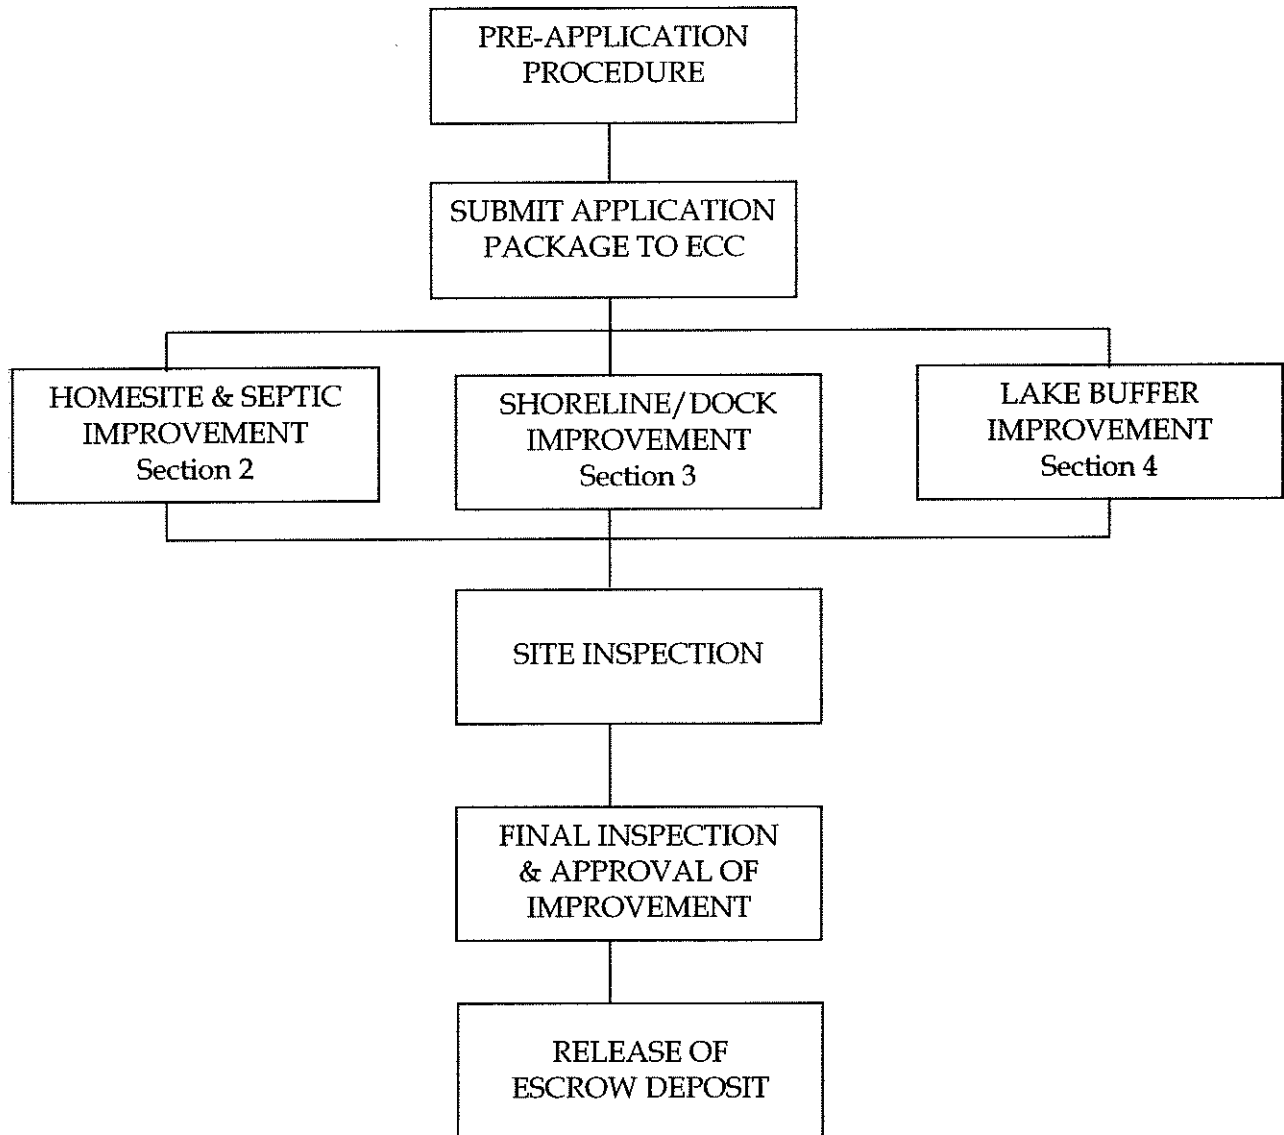 PRE-APPLICATION
PROCEDURE
SUBMIT APPLICATION
PACKAGE TO ECC
HOMESITE & SEPTIC
IMPROVEMENT
Section 2
SHORELINE/DOCK
IMPROVEMENT
Section 3
LAKE BUFFER
IMPROVEMENT
Section 4
SITE INSPECTION
FINAL INSPECTION
& APPROVAL OF
IMPROVEMENT
RELEASE OF
ESCROW DEPOSIT